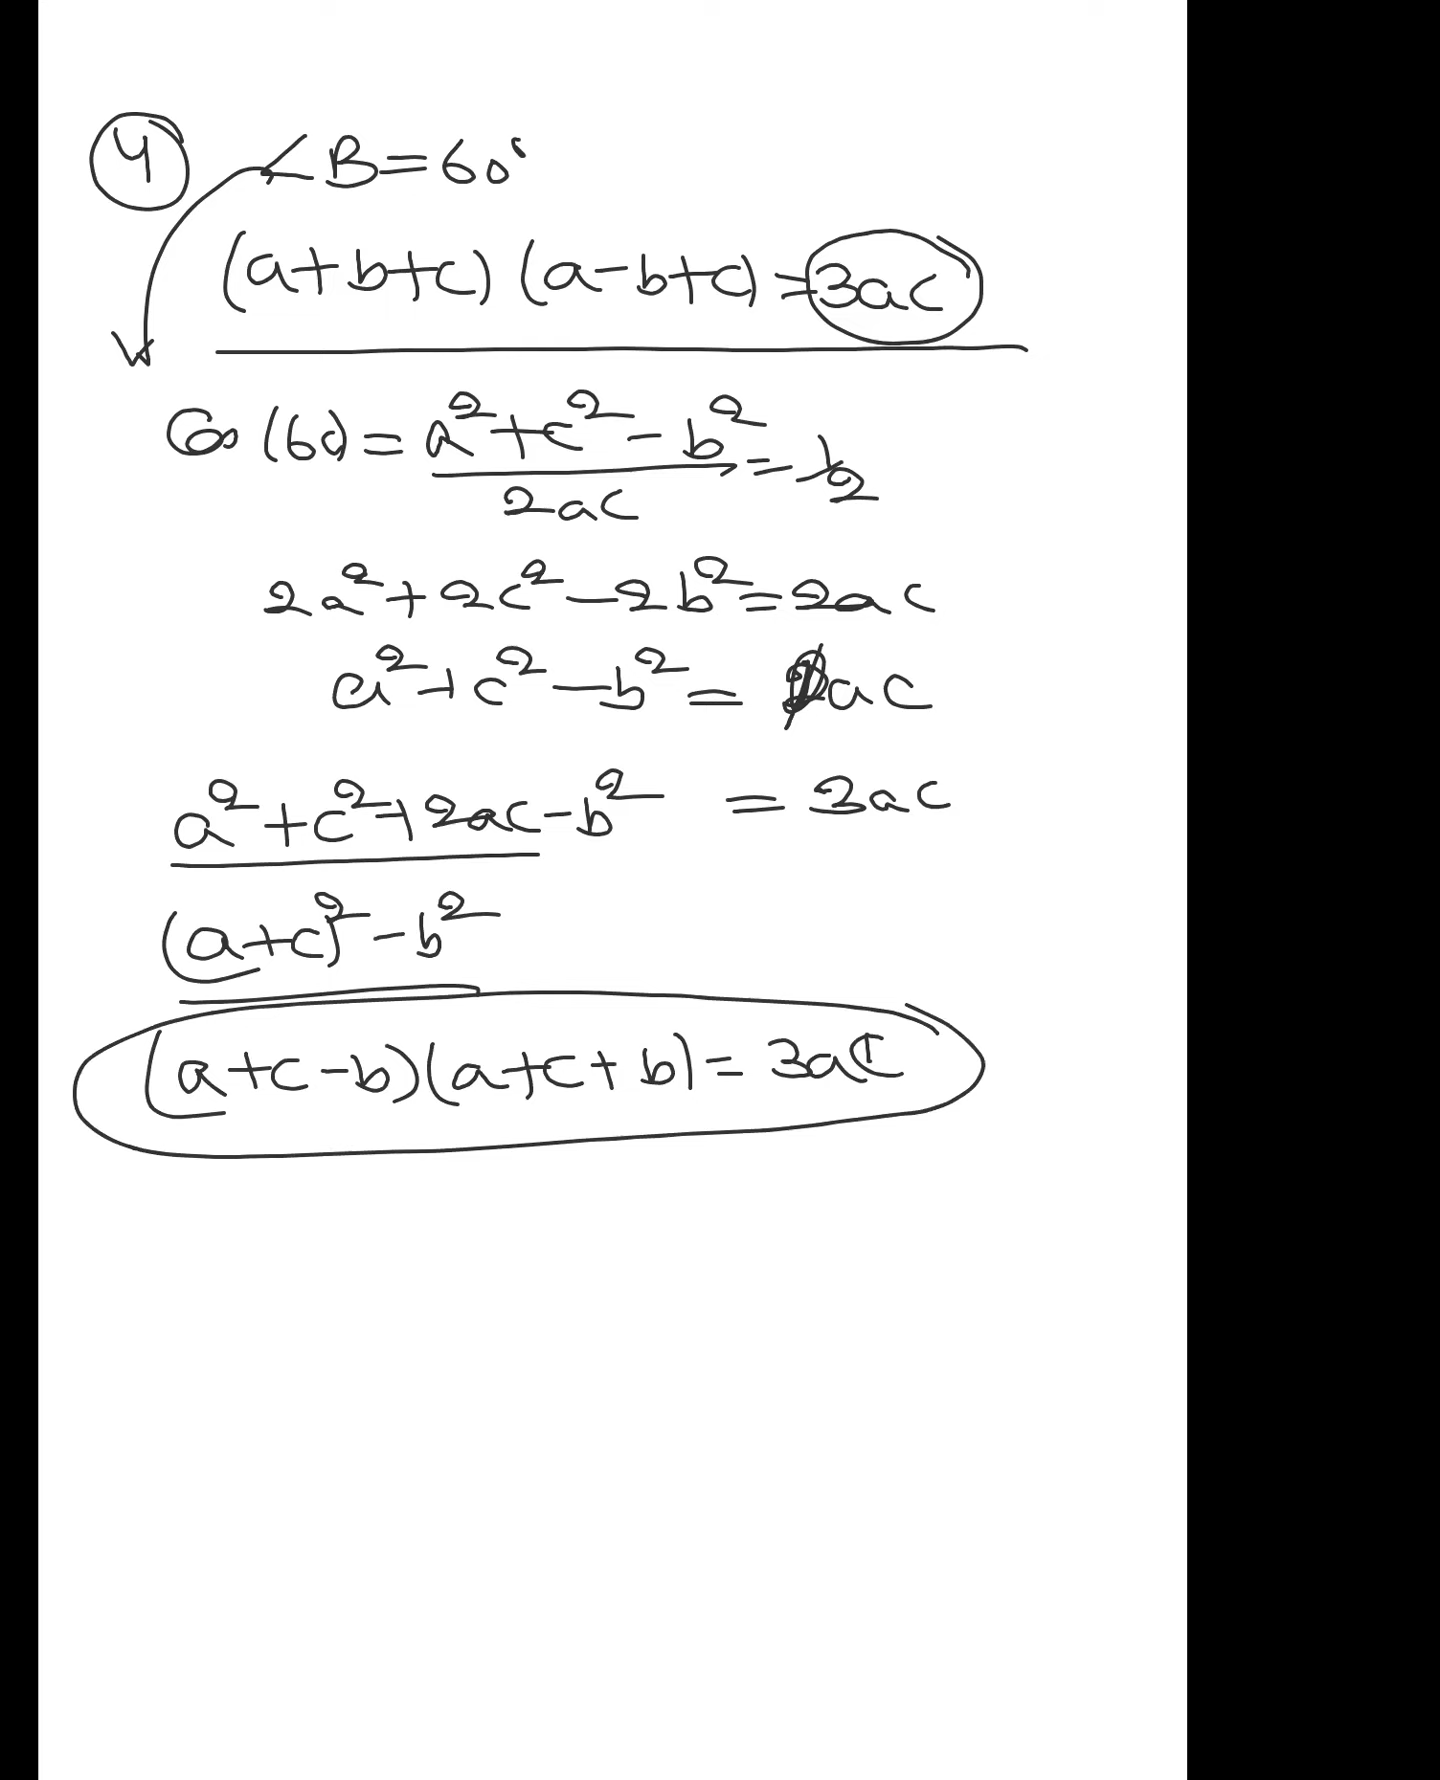 4 ∠B=60°
(a+b+c)(a-b+c)=3ac
Cos(60)=a²+c²-b²/2ac=1/2
2a²+2c²-2b²=2ac
a²+c²-b²=ac
a²+c²+2ac-b²=3ac
(a+c)²-b²
(a+c-b)(a+c+b)=3ac